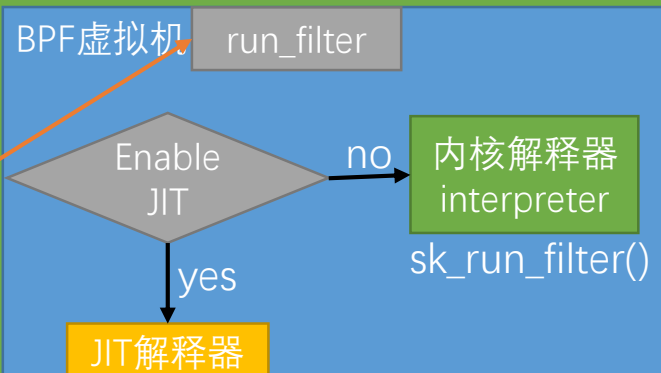 BPF虚拟机
run_filter
Enable
JIT
no
内核解释器
interpreter
sk_run_filter()
yes
JIT解释器